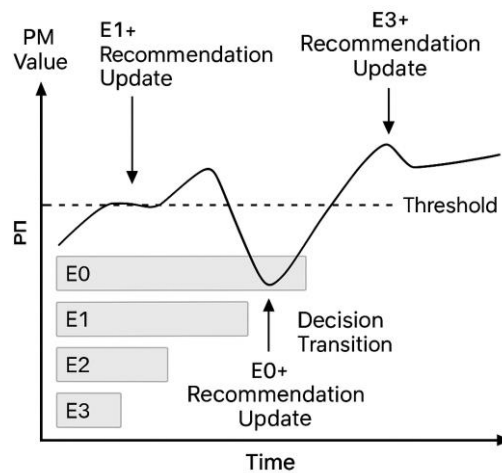 PM
Value
E1+
Recommendation
Update
E3+
Recommendation
Update
Threshold
PП
E0
E1
E2
E3
Decision
Transition
E0+
Recommendation
Update
Time